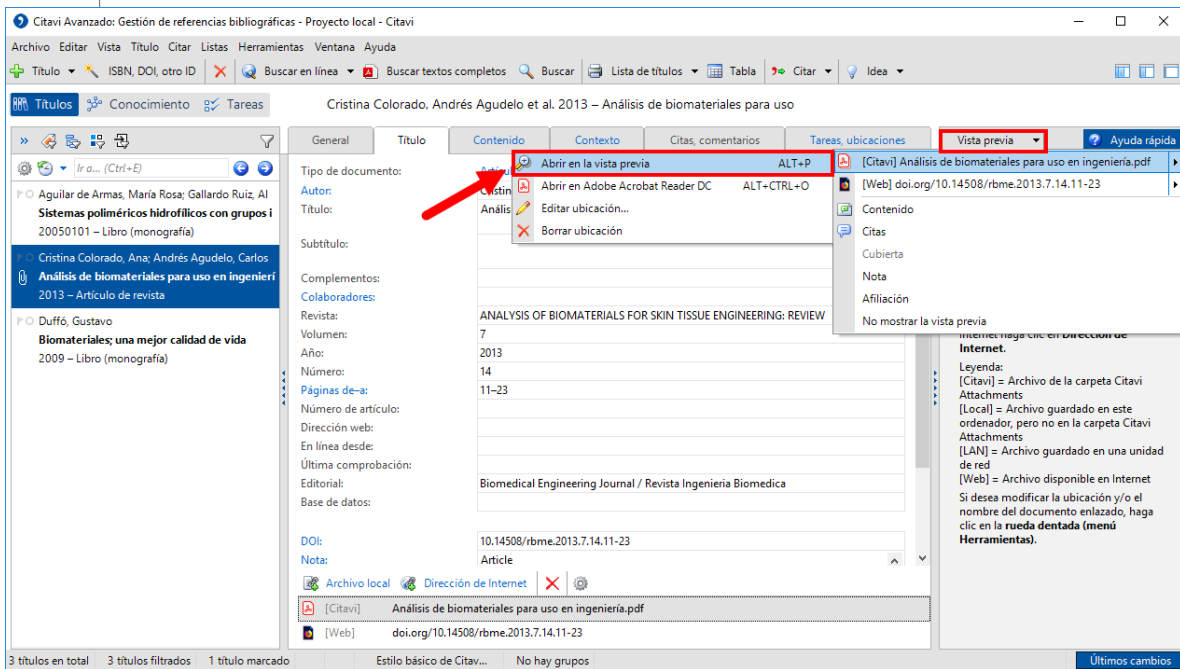 Citavi Avanzado: Gestión de referencias bibliográficas - Proyecto local - Citavi
Archivo Editar Vista Título Citar Listas Herramientas Ventana Ayuda
Título ISBN, DOI, otro ID Buscar en línea Buscar textos completos Buscar Lista de títulos Tabla Citar Idea
Títulos Conocimiento Tareas Cristina Colorado, Andrés Agudelo et al. 2013 – Análisis de biomateriales para uso
General Título Contenido Contexto Citas, comentarios Tareas, ubicaciones Vista previa Ayuda rápida
Ir a... (Ctrl+E)
Aguilar de Armas, María Rosa; Gallardo Ruiz, Al
Sistemas poliméricos hidrofílicos con grupos i
20050101 – Libro (monografía)
Cristina Colorado, Ana; Andrés Agudelo, Carlos
Análisis de biomateriales para uso en ingenierí
2013 – Artículo de revista
Duffó, Gustavo
Biomateriales; una mejor calidad de vida
2009 – Libro (monografía)
Abrir en la vista previa ALT+P
Abrir en Adobe Acrobat Reader DC ALT+CTRL+O
Editar ubicación...
Borrar ubicación
[Citavi] Análisis de biomateriales para uso en ingeniería.pdf
[Web] doi.org/10.14508/rbme.2013.7.14.11-23
Contenido
Citas
Cubierta
Nota
Afiliación
No mostrar la vista previa
Tipo de documento:
Autor:
Título: Anális
Subtítulo:
Complementos:
Colaboradores:
Revista: ANALYSIS OF BIOMATERIALS FOR SKIN TISSUE ENGINEERING: REVIEW
Volumen: 7
Año: 2013
Número: 14
Páginas de–a: 11–23
Número de artículo:
Dirección web:
En línea desde:
Última comprobación:
Editorial: Biomedical Engineering Journal / Revista Ingenieria Biomedica
Base de datos:
DOI: 10.14508/rbme.2013.7.14.11-23
Nota: Article
Archivo local Dirección de Internet
[Citavi] Análisis de biomateriales para uso en ingeniería.pdf
[Web] doi.org/10.14508/rbme.2013.7.14.11-23
Internet haga clic en Dirección de
Internet.
Leyenda:
[Citavi] = Archivo de la carpeta Citavi
Attachments
[Local] = Archivo guardado en este
ordenador, pero no en la carpeta Citavi
Attachments
[LAN] = Archivo guardado en una unidad
de red
[Web] = Archivo disponible en Internet
Si desea modificar la ubicación y/o el
nombre del documento enlazado, haga
clic en la rueda dentada (menú
Herramientas).
3 títulos en total 3 títulos filtrados 1 título marcado Estilo básico de Citav... No hay grupos Últimos cambios